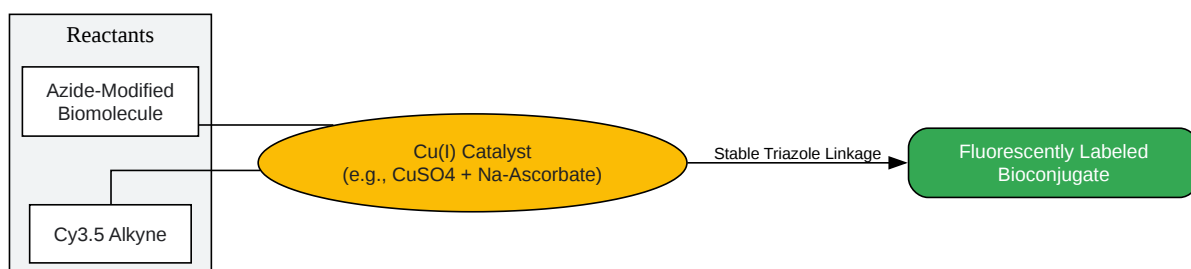 Reactants
Azide-Modified
Biomolecule
Cy3.5 Alkyne
Cu(I) Catalyst
(e.g., CuSO4 + Na-Ascorbate)
Stable Triazole Linkage
Fluorescently Labeled
Bioconjugate